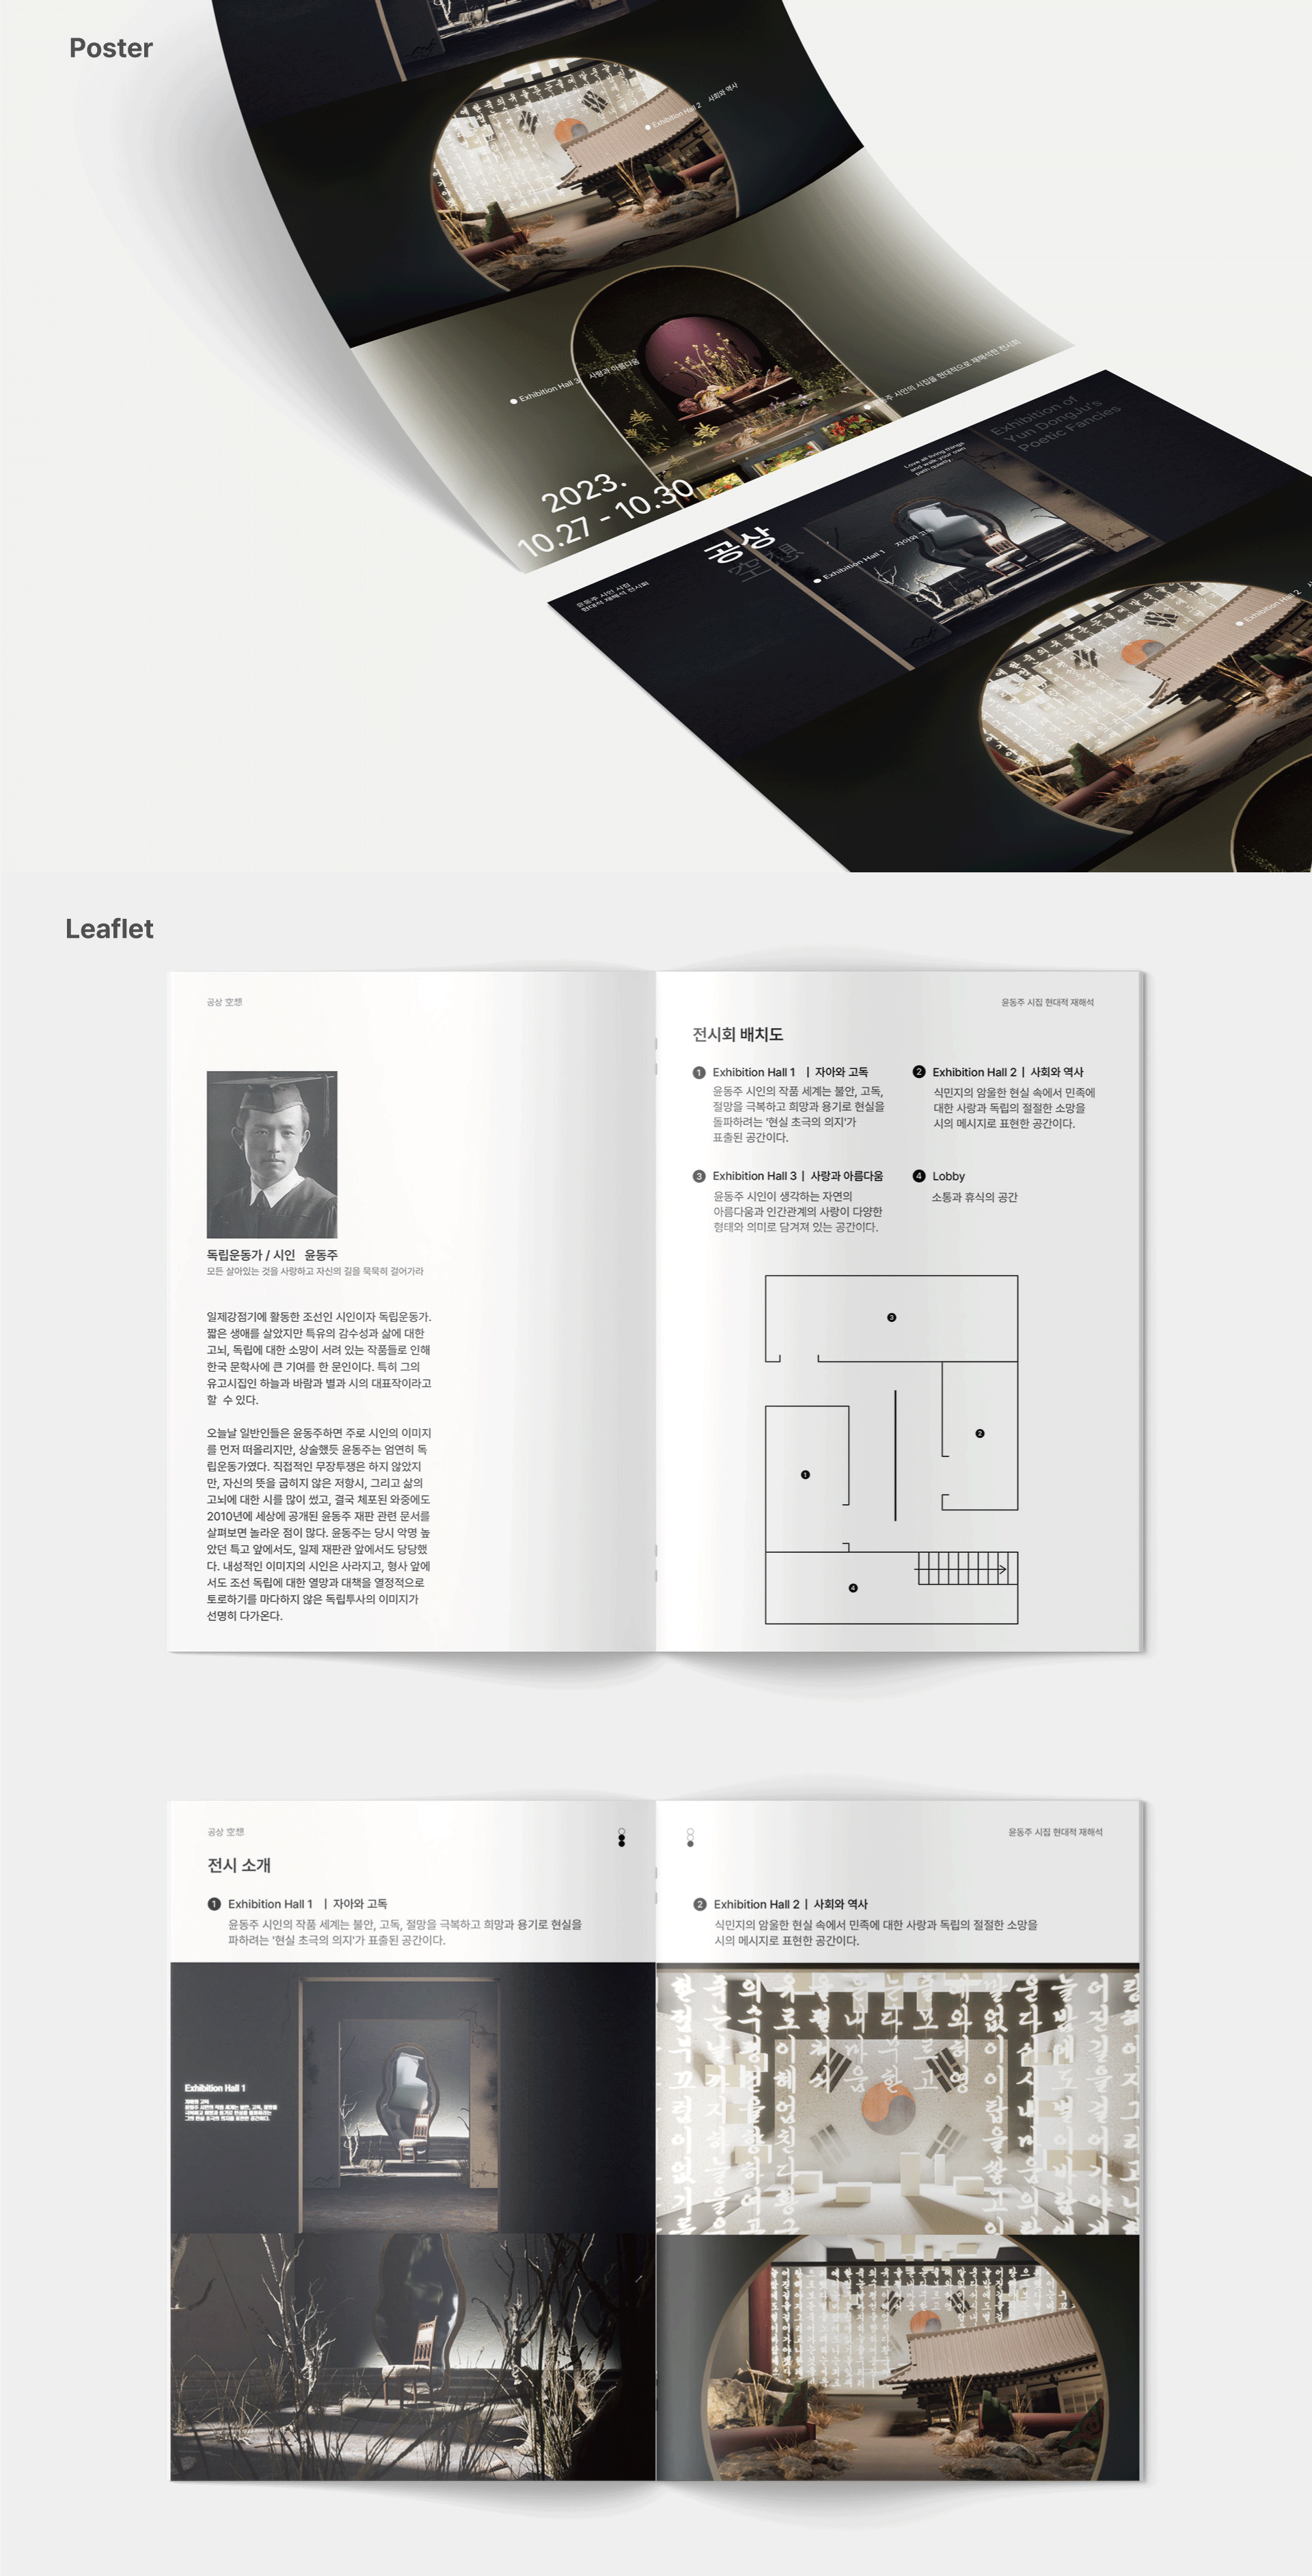 Poster
Exhibition Hall 2 사회와 역사
Exhibition Hall 3 사랑과 아름다움
윤동주 시인의 시집을 현대적으로 재해석한 전시회
2023.
10.27 - 10.30
Exhibition of
Yun DongJu's
Poetic Fancies
Love all living things
and walk your own
path quietly.
공상
空想
Exhibition Hall 1 자아와 고독
윤동주 시인 시집
현대적 재해석 전시회
Exhibition Hall 2
Leaflet
공상 空想
독립운동가 / 시인 윤동주
모든 살아있는 것을 사랑하고 자신의 길을 묵묵히 걸어가라
일제강점기에 활동한 조선인 시인이자 독립운동가.
짧은 생애를 살았지만 특유의 감수성과 삶에 대한
고뇌, 독립에 대한 소망이 서려 있는 작품들로 인해
한국 문학사에 큰 기여를 한 문인이다. 특히 그의
유고시집인 하늘과 바람과 별과 시의 대표작이라고
할 수 있다.
오늘날 일반인들은 윤동주하면 주로 시인의 이미지
를 먼저 떠올리지만, 상술했듯 윤동주는 엄연히 독
립운동가였다. 직접적인 무장투쟁은 하지 않았지
만, 자신의 뜻을 굽히지 않은 저항시, 그리고 삶의
고뇌에 대한 시를 많이 썼고, 결국 체포된 와중에도
2010년에 세상에 공개된 윤동주 재판 관련 문서를
살펴보면 놀라운 점이 많다. 윤동주는 당시 악명 높
았던 특고 앞에서도, 일제 재판관 앞에서도 당당했
다. 내성적인 이미지의 시인은 사라지고, 형사 앞에
서도 조선 독립에 대한 열망과 대책을 열정적으로
토로하기를 마다하지 않은 독립투사의 이미지가
선명히 다가온다.
윤동주 시집 현대적 재해석
전시회 배치도
1 Exhibition Hall 1 | 자아와 고독
윤동주 시인의 작품 세계는 불안, 고독,
절망을 극복하고 희망과 용기로 현실을
돌파하려는 '현실 초극의 의지'가
표출된 공간이다.
2 Exhibition Hall 2 | 사회와 역사
식민지의 암울한 현실 속에서 민족에
대한 사랑과 독립의 절절한 소망을
시의 메시지로 표현한 공간이다.
3 Exhibition Hall 3 | 사랑과 아름다움
윤동주 시인이 생각하는 자연의
아름다움과 인간관계의 사랑이 다양한
형태와 의미로 담겨져 있는 공간이다.
4 Lobby
소통과 휴식의 공간
3
2
1
4
공상 空想
전시 소개
1 Exhibition Hall 1 | 자아와 고독
윤동주 시인의 작품 세계는 불안, 고독, 절망을 극복하고 희망과 용기로 현실을
파하려는 '현실 초극의 의지'가 표출된 공간이다.
Exhibition Hall 1
윤동주 시집 현대적 재해석
2 Exhibition Hall 2 | 사회와 역사
식민지의 암울한 현실 속에서 민족에 대한 사랑과 독립의 절절한 소망을
시의 메시지로 표현한 공간이다.